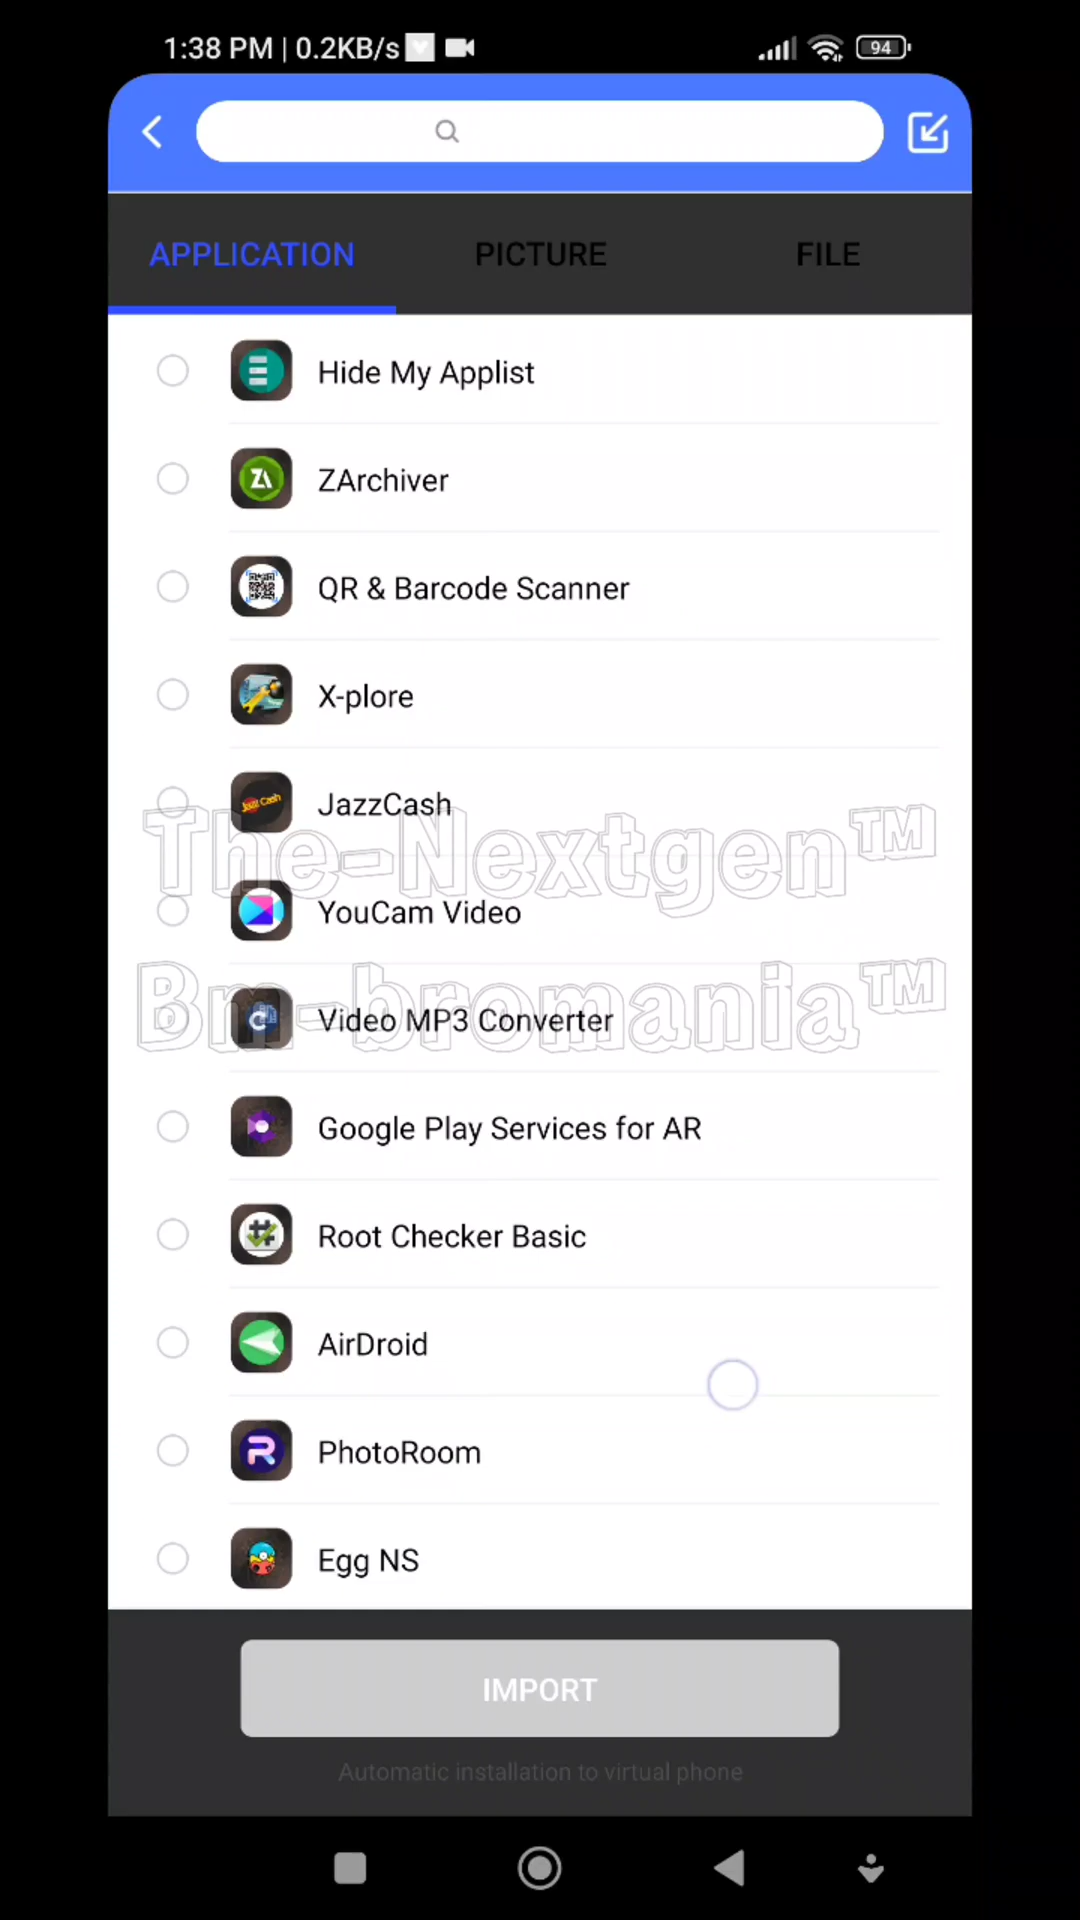 1:38 PM | 0.2KB/s
94
APPLICATION
PICTURE
FILE
Hide My Applist
ZArchiver
QR & Barcode Scanner
X-plore
JazzCash
The-Nextgen™
YouCam Video
Bm-bromania™
Video MP3 Converter
Google Play Services for AR
Root Checker Basic
AirDroid
PhotoRoom
Egg NS
IMPORT
Automatic installation to virtual phone